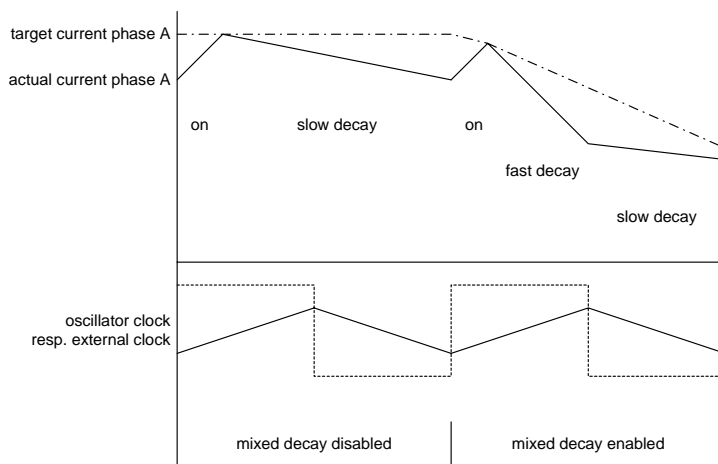 target current phase A
actual current phase A
on
slow decay
on
fast decay
slow decay
oscillator clock
resp. external clock
mixed decay disabled
mixed decay enabled